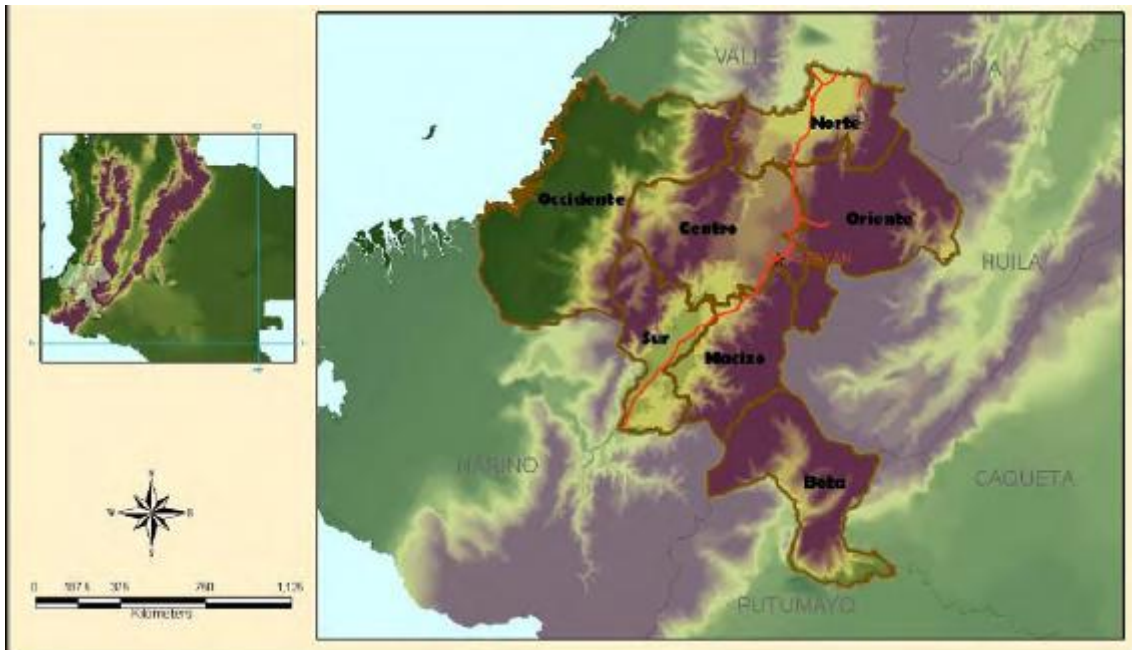 VALLE
Norte
Occidente
Centro
Oriente
HUILA
Sur
Macizo
NARIÑO
Bota
CAQUETA
PUTUMAYO
N
W
S
0 187.5 375 750 1,125
Kilometers